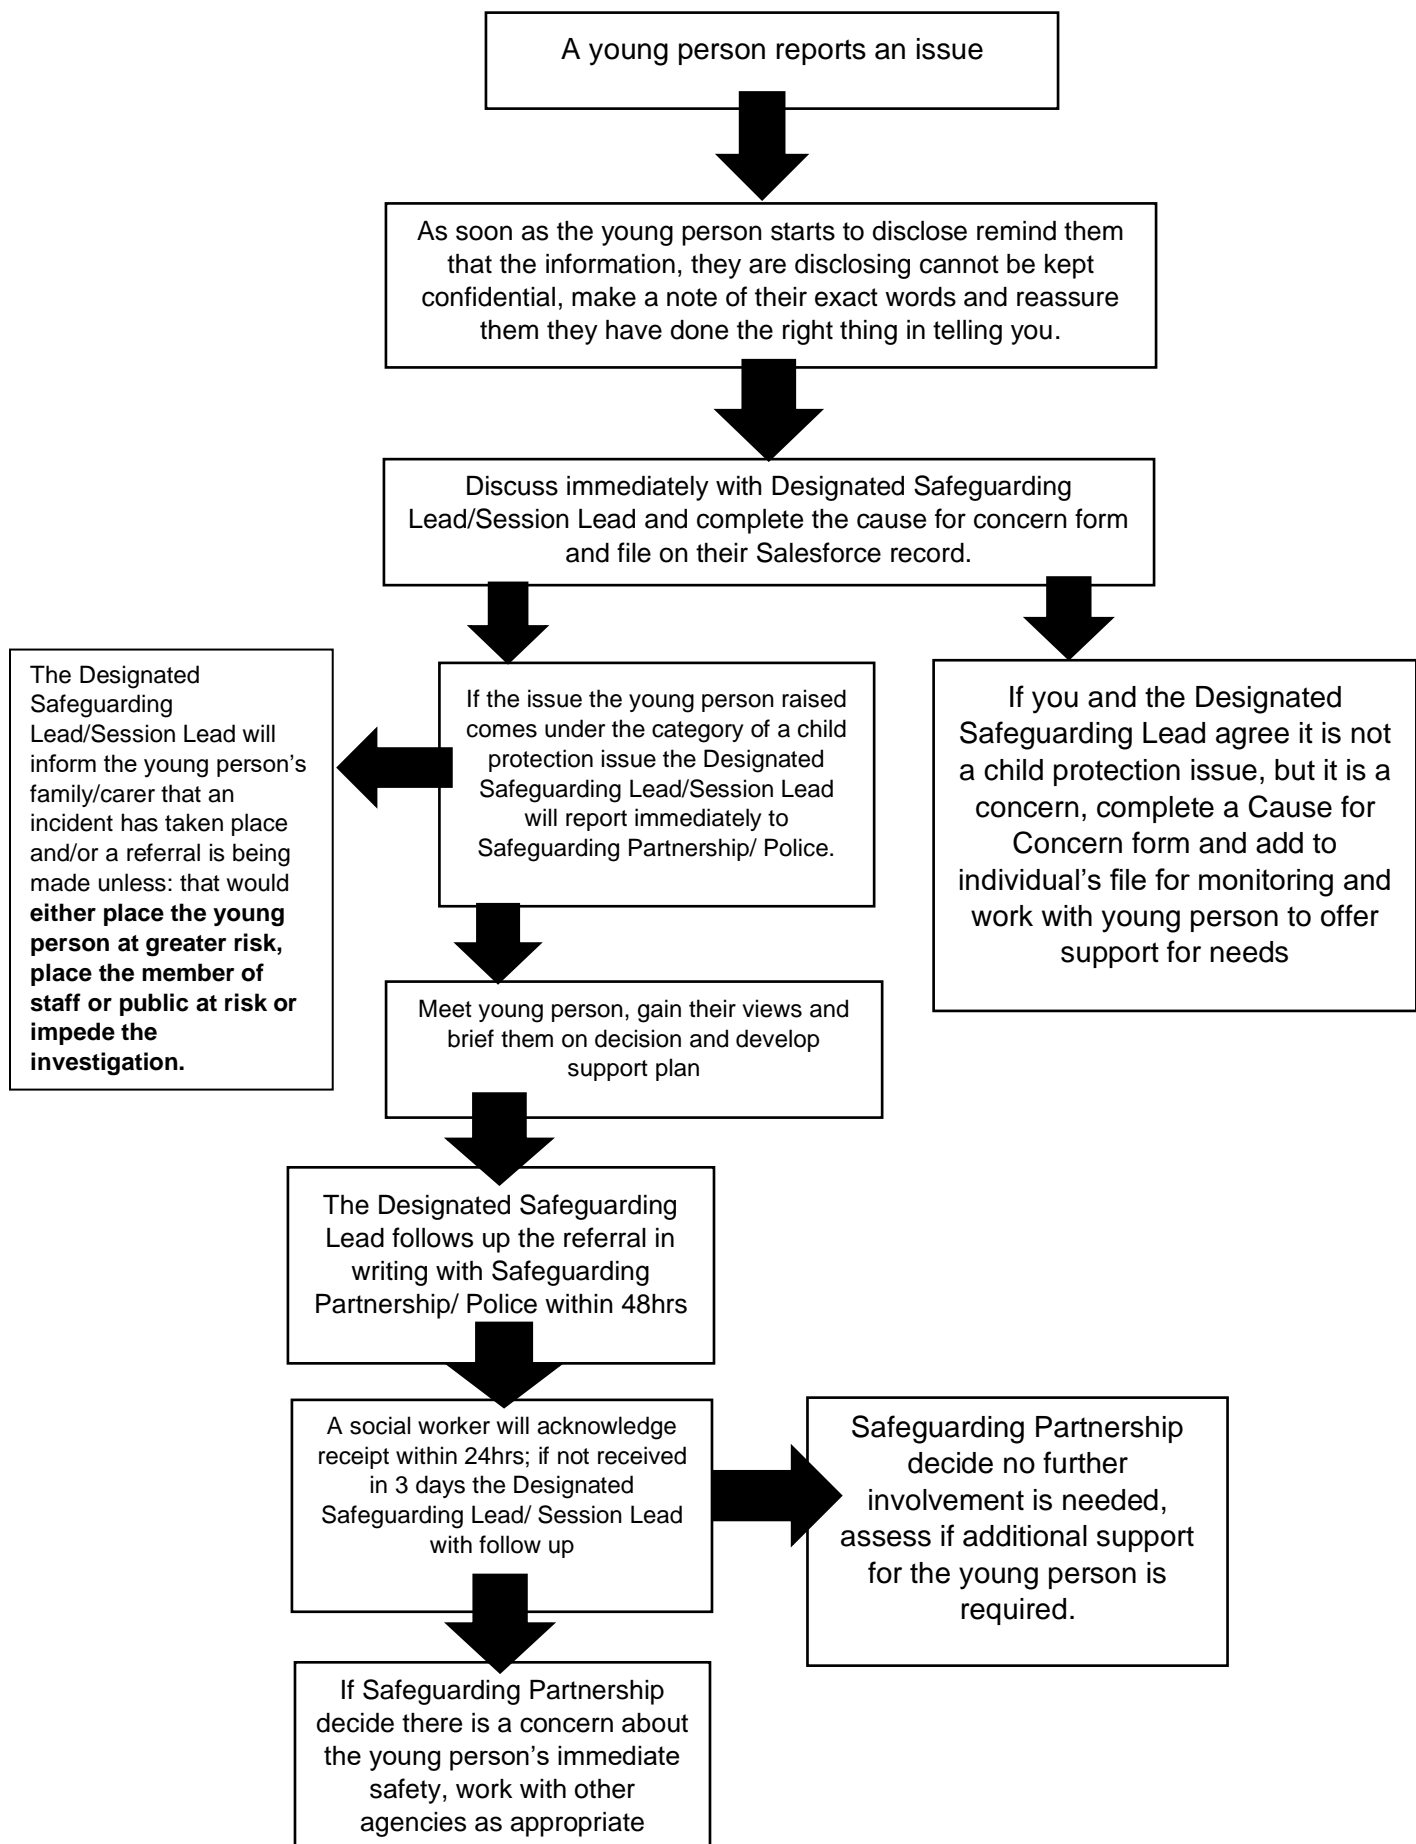 A young person reports an issue
As soon as the young person starts to disclose remind them
that the information, they are disclosing cannot be kept
confidential, make a note of their exact words and reassure
them they have done the right thing in telling you.
Discuss immediately with Designated Safeguarding
Lead/Session Lead and complete the cause for concern form
and file on their Salesforce record.
The Designated
Safeguarding
Lead/Session Lead will
inform the young person’s
family/carer that an
incident has taken place
and/or a referral is being
made unless: that would
either place the young
person at greater risk,
place the member of
staff or public at risk or
impede the
investigation.
If the issue the young person raised
comes under the category of a child
protection issue the Designated
Safeguarding Lead/Session Lead
will report immediately to
Safeguarding Partnership/ Police.
If you and the Designated
Safeguarding Lead agree it is not
a child protection issue, but it is a
concern, complete a Cause for
Concern form and add to
individual’s file for monitoring and
work with young person to offer
support for needs
Meet young person, gain their views and
brief them on decision and develop
support plan
The Designated Safeguarding
Lead follows up the referral in
writing with Safeguarding
Partnership/ Police within 48hrs
A social worker will acknowledge
receipt within 24hrs; if not received
in 3 days the Designated
Safeguarding Lead/ Session Lead
with follow up
Safeguarding Partnership
decide no further
involvement is needed,
assess if additional support
for the young person is
required.
If Safeguarding Partnership
decide there is a concern about
the young person’s immediate
safety, work with other
agencies as appropriate